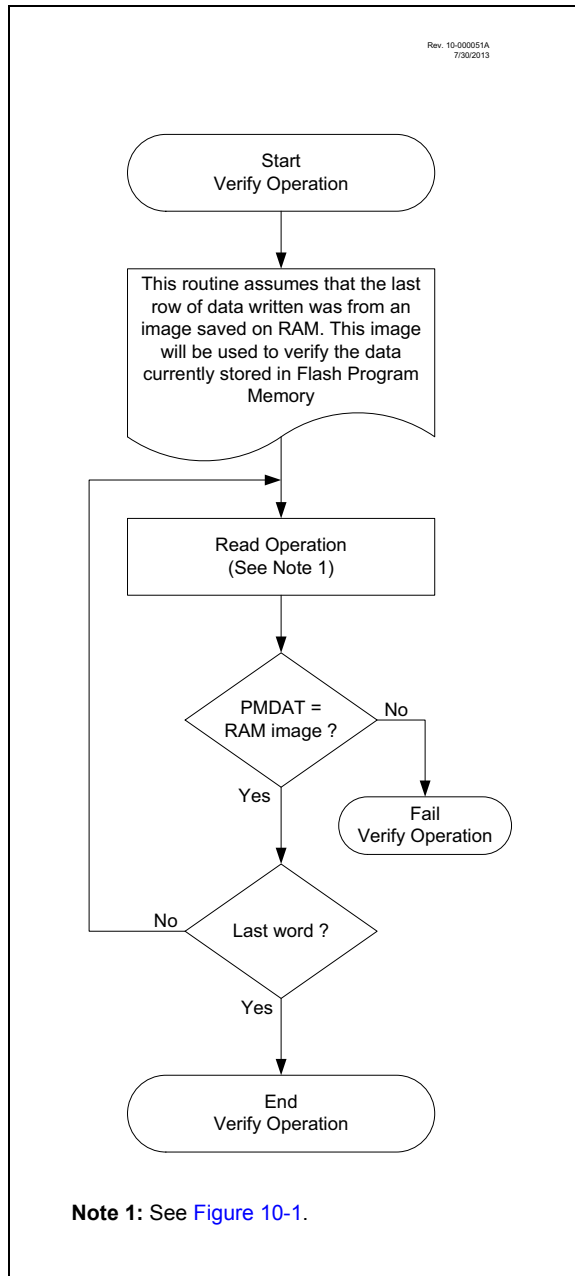 Rev. 10-000051A
7/30/2013
Start
Verify Operation
This routine assumes that the last
row of data written was from an
image saved on RAM. This image
will be used to verify the data
currently stored in Flash Program
Memory
Read Operation
(See Note 1)
PMDAT =
RAM image ?
No
Yes
Fail
Verify Operation
No
Last word ?
Yes
End
Verify Operation
Note 1: See Figure 10-1.